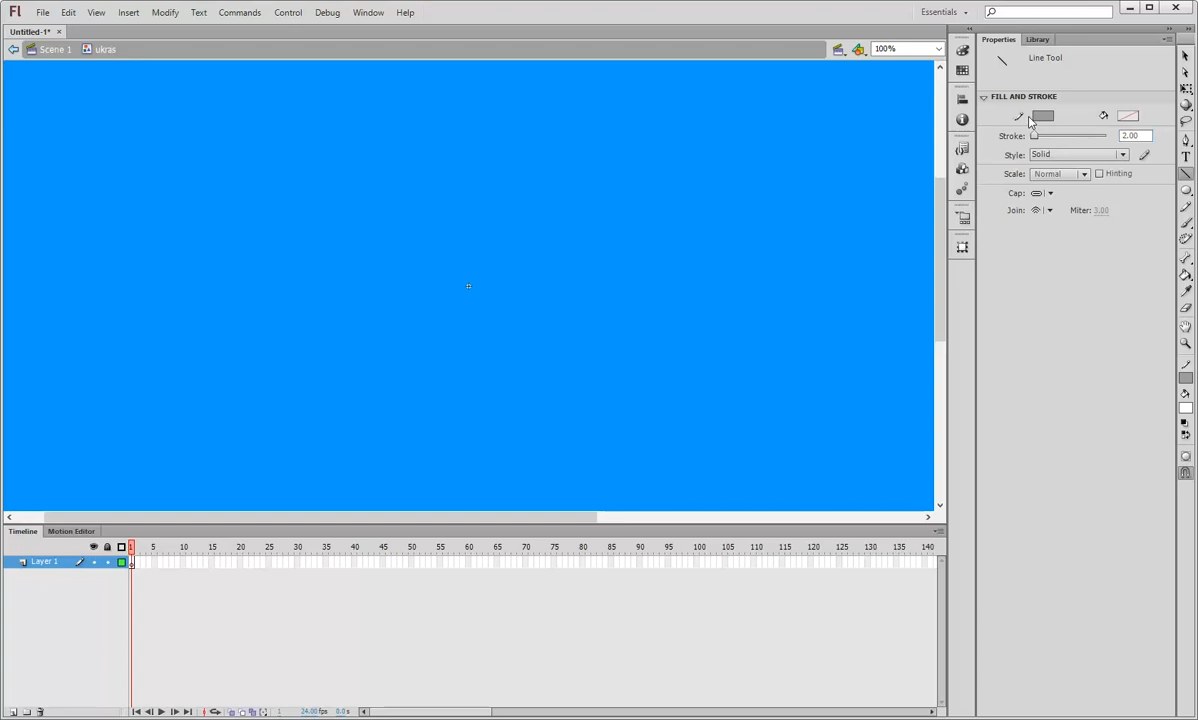 Fl File Edit View Insert Modify Text Commands Control Debug Window Help Essentials
Untitled-1* ×
Scene 1 ukras 100%
Properties Library
Line Tool
FILL AND STROKE
Stroke: 2.00
Style: Solid
Scale: Normal Hinting
Cap:
Join: Miter: 3.00
Timeline Motion Editor
1 5 10 15 20 25 30 35 40 45 50 55 60 65 70 75 80 85 90 95 100 105 110 115 120 125 130 135 140
Layer 1
1 24.00 fps 0.0 s